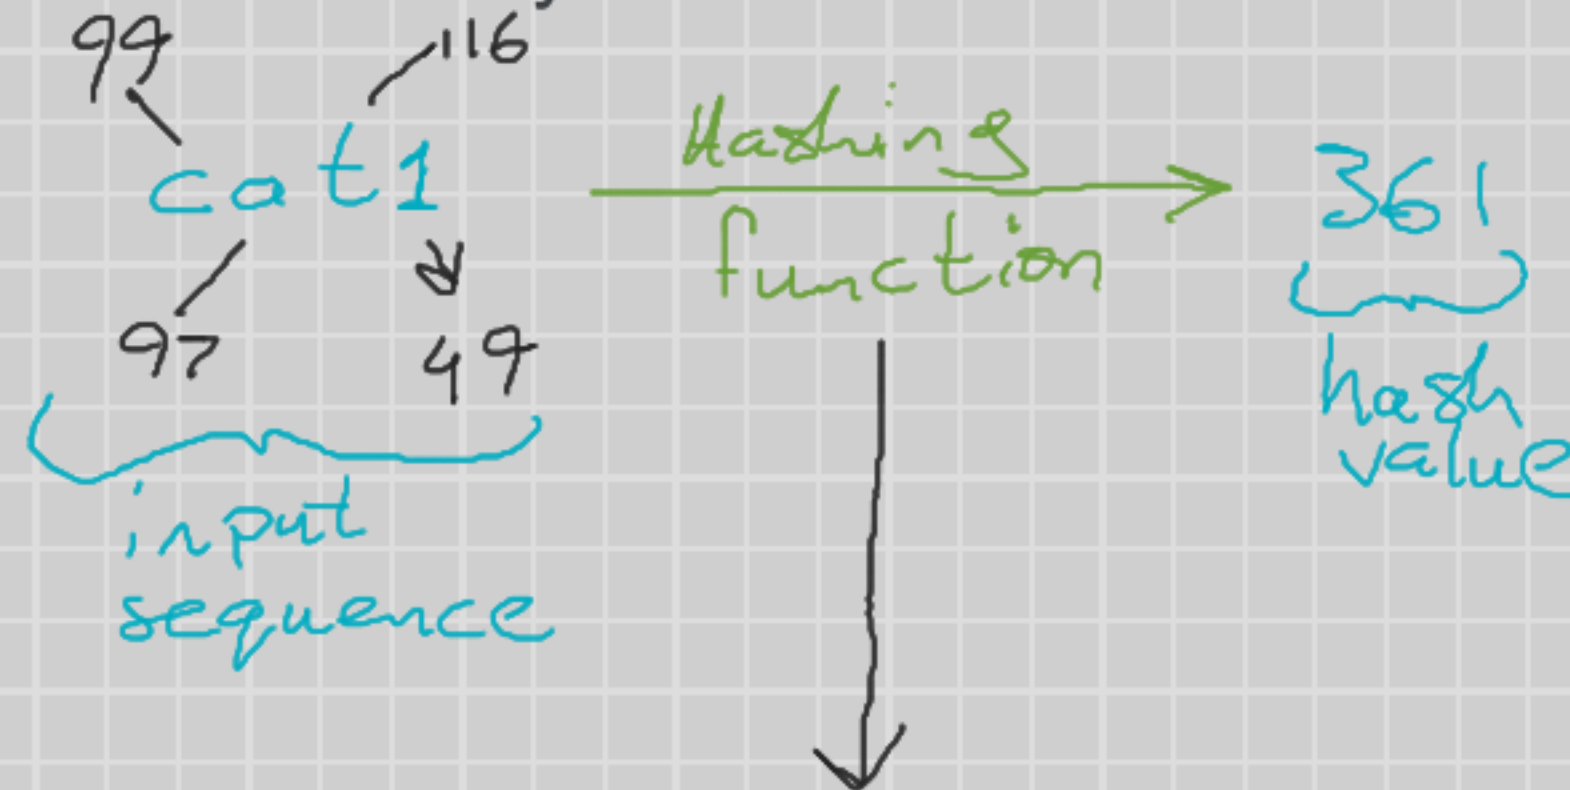 99
116
cat1
97
49
input
sequence
Hashing
function
361
hash
value